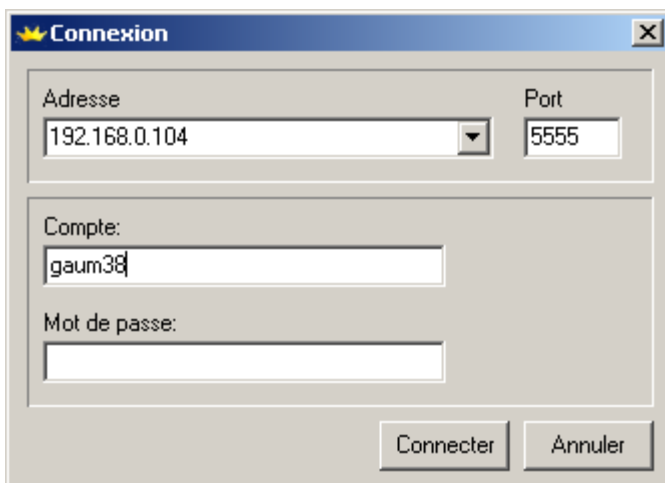 Connexion
Adresse Port
192.168.0.104 5555
Compte:
gaum38
Mot de passe:
Connecter Annuler